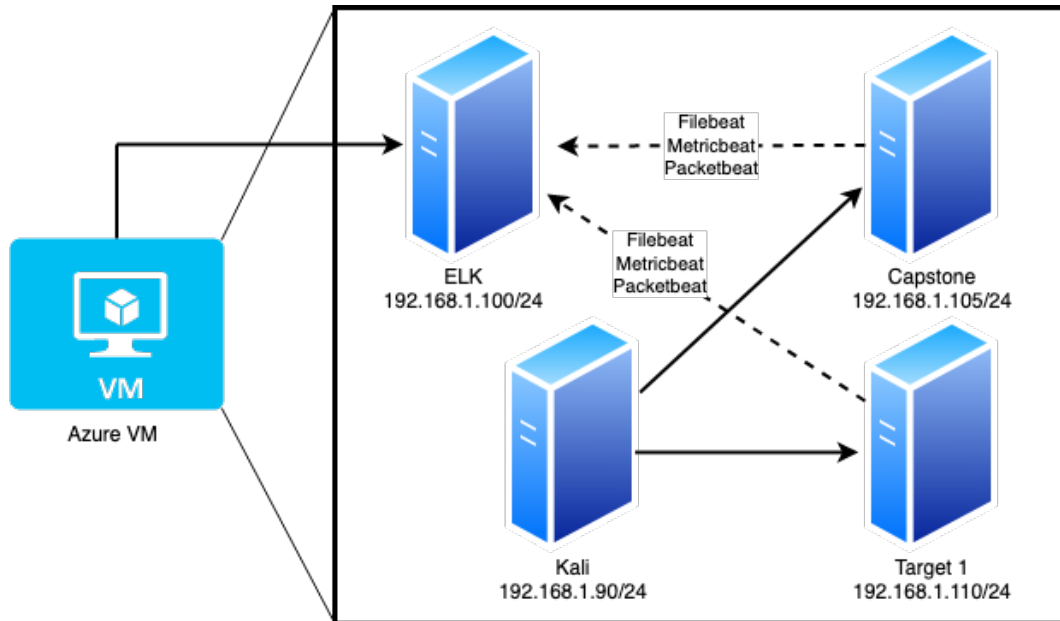 Filebeat
Metricbeat
Packetbeat
ELK
192.168.1.100/24
Filebeat
Metricbeat
Packetbeat
Capstone
192.168.1.105/24
VM
Azure VM
Kali
192.168.1.90/24
Target 1
192.168.1.110/24